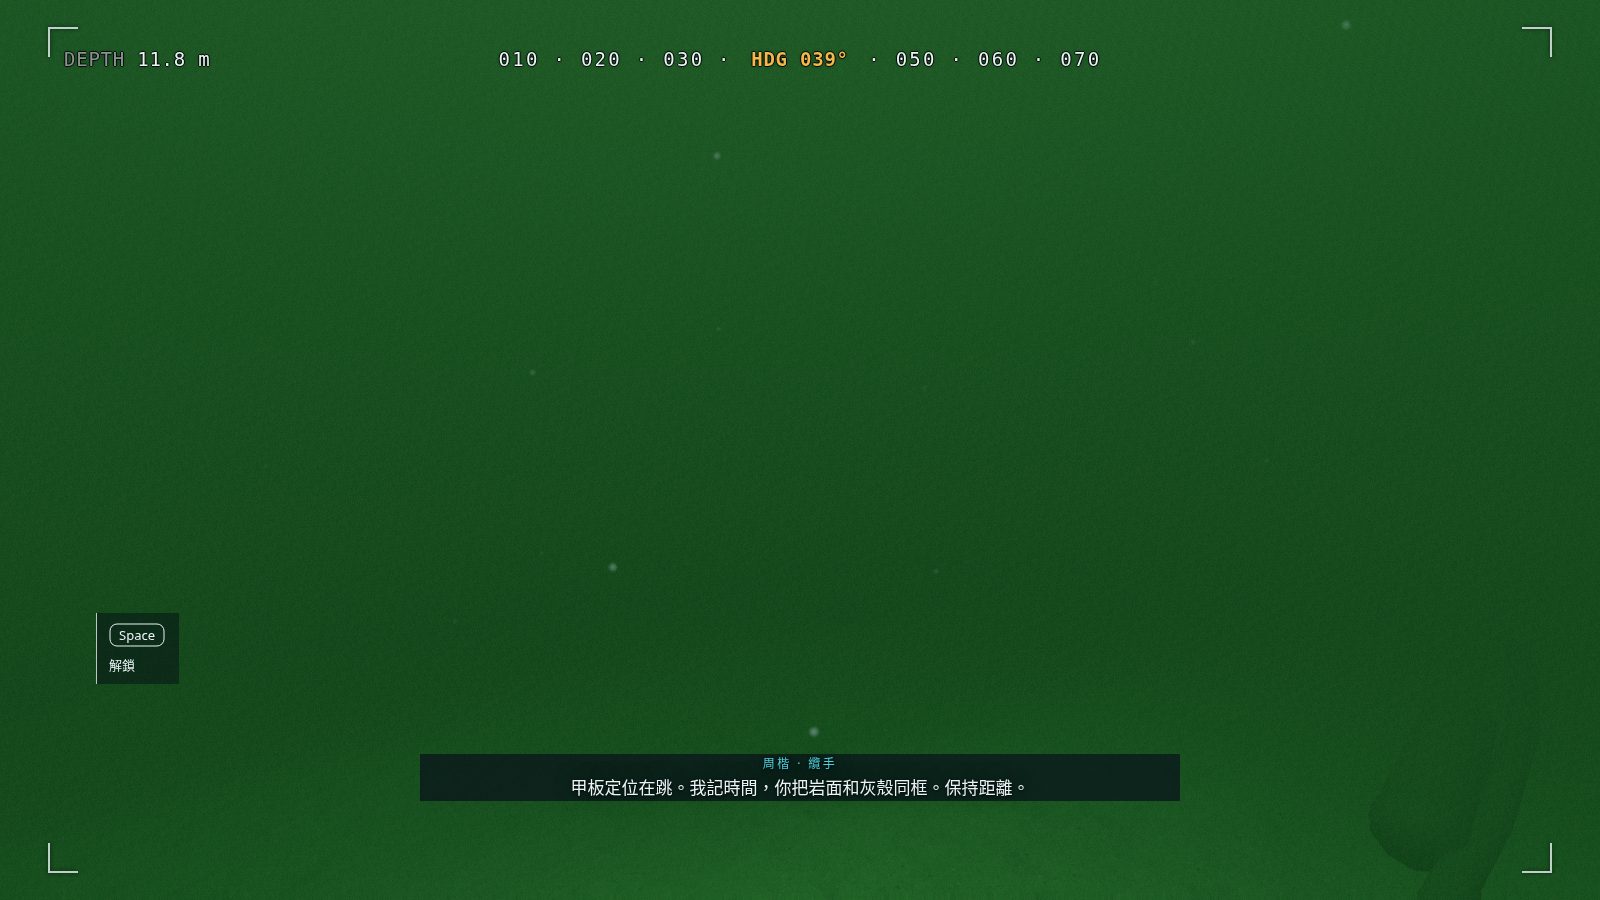 DEPTH 11.8 m
010 · 020 · 030 · HDG 039° · 050 · 060 · 070
Space
解鎖
周楷 · 纜手
甲板定位在跳。我記時間，你把岩面和灰殼同框。保持距離。